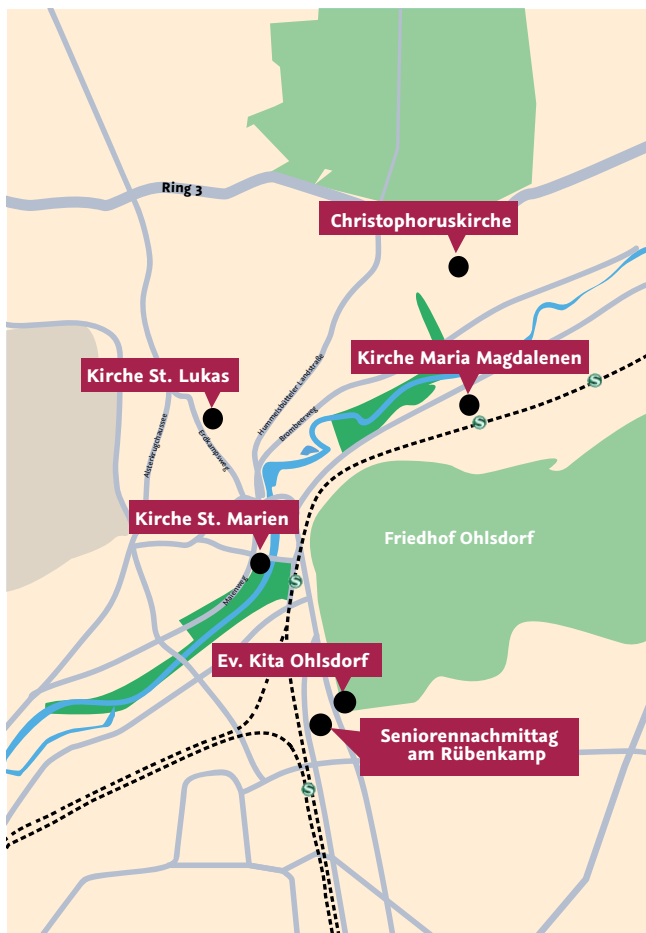 Ring 3
Christophoruskirche
Kirche Maria Magdalenen
Kirche St. Lukas
Hummelsbütteler Landstraße
Brombeerweg
Alsterkrugchaussee
Erdkampsweg
S
S
Kirche St. Marien
Friedhof Ohlsdorf
S
Maienweg
Ev. Kita Ohlsdorf
Seniorennachmittag
am Rübenkamp
S